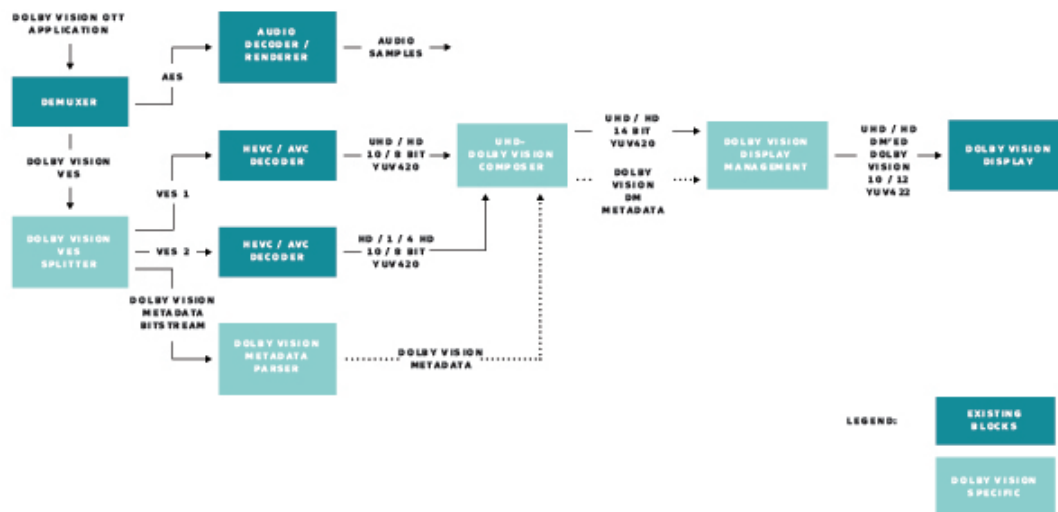 DOLBY VISION OTT
APPLICATION
DEMUXER
AES
AUDIO
DECODER /
RENDERER
AUDIO
SAMPLES
DOLBY VISION
VES
DOLBY VISION
VES
SPLITTER
VES 1
HEVC / AVC
DECODER
UHD / HD
10 / 8 BIT
YUV420
VES 2
HEVC / AVC
DECODER
HD / 1 / 4 HD
10 / 8 BIT
YUV420
DOLBY VISION
METADATA
BITSTREAM
DOLBY VISION
METADATA
PARSER
DOLBY VISION
METADATA
UHD–
DOLBY VISION
COMPOSER
UHD / HD
14 BIT
YUV420
DOLBY
VISION
DM
METADATA
DOLBY VISION
DISPLAY
MANAGEMENT
UHD / HD
DM'ED
DOLBY
VISION
10 / 12
YUV422
DOLBY VISION
DISPLAY
LEGEND:
EXISTING
BLOCKS
DOLBY VISION
SPECIFIC